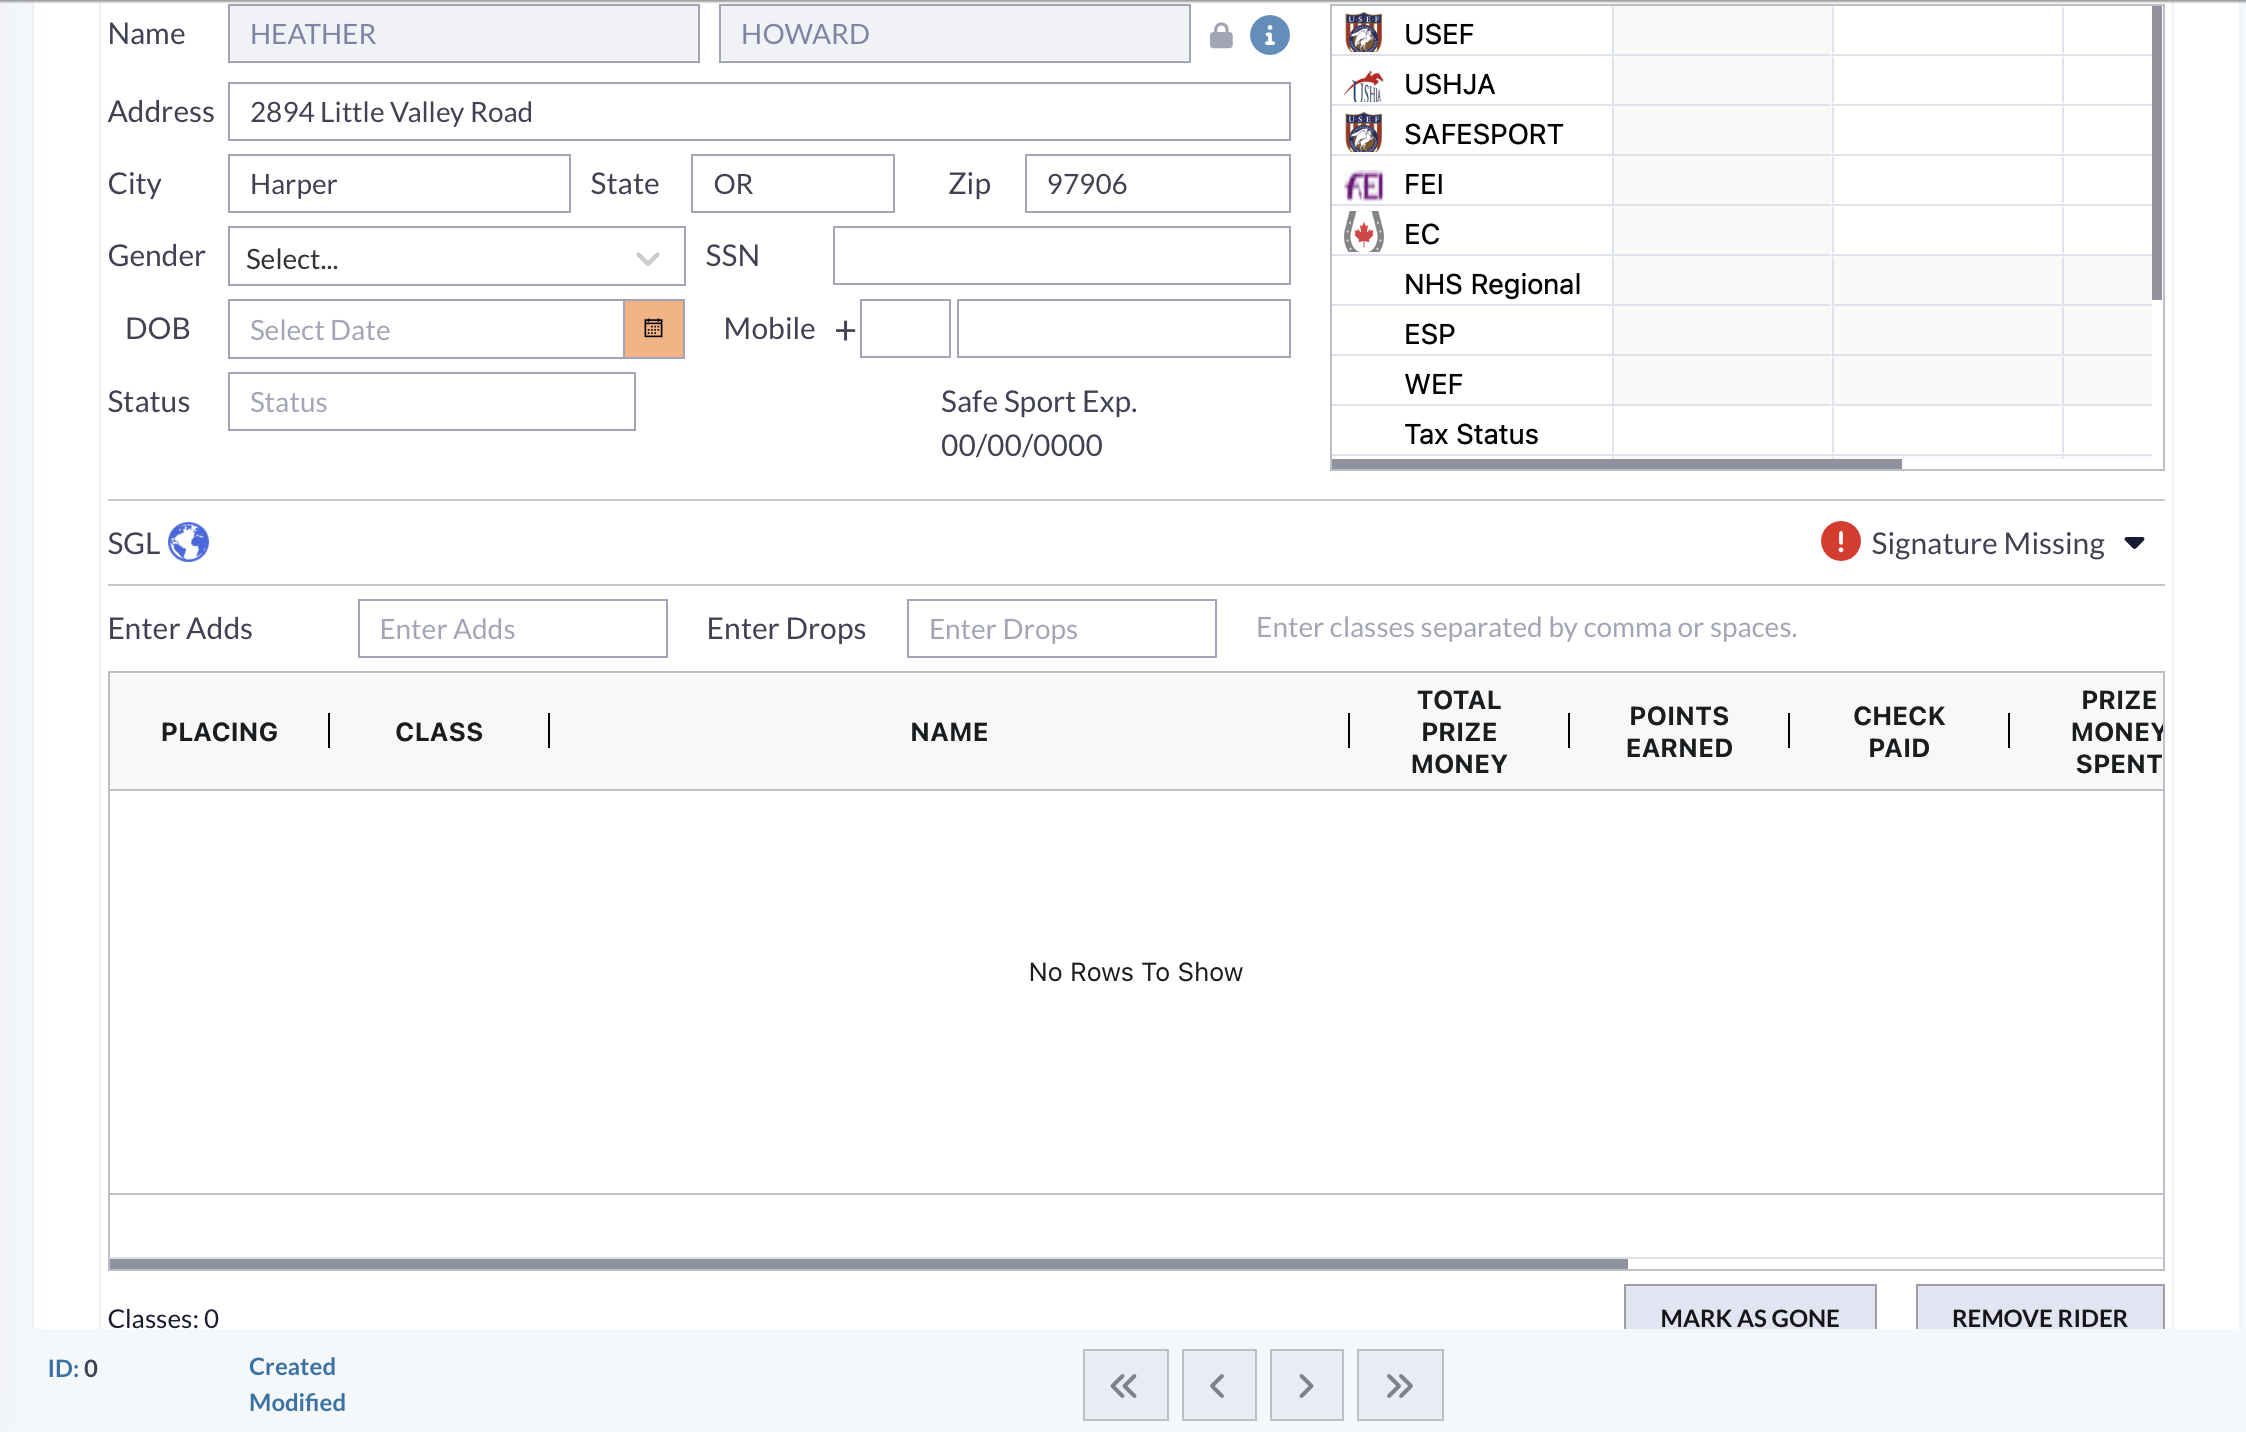 Name HEATHER HOWARD
Address 2894 Little Valley Road
City Harper State OR Zip 97906
Gender Select... SSN
DOB Select Date Mobile +
Status Status Safe Sport Exp.
00/00/0000
USEF USEF
USHJA USHJA
USEF SAFESPORT
FEI FEI
EC
NHS Regional
ESP
WEF
Tax Status
SGL Signature Missing
Enter Adds Enter Adds Enter Drops Enter Drops Enter classes separated by comma or spaces.
PLACING CLASS NAME TOTAL PRIZE MONEY POINTS EARNED CHECK PAID PRIZE MONEY SPENT
No Rows To Show
Classes: 0 MARK AS GONE REMOVE RIDER
ID: 0 Created
Modified